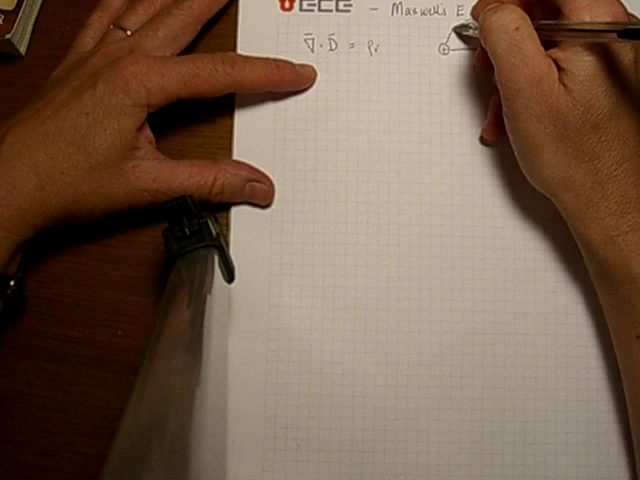 ECE - Maxwell's E
∇̄ · D̄ = ρv
+